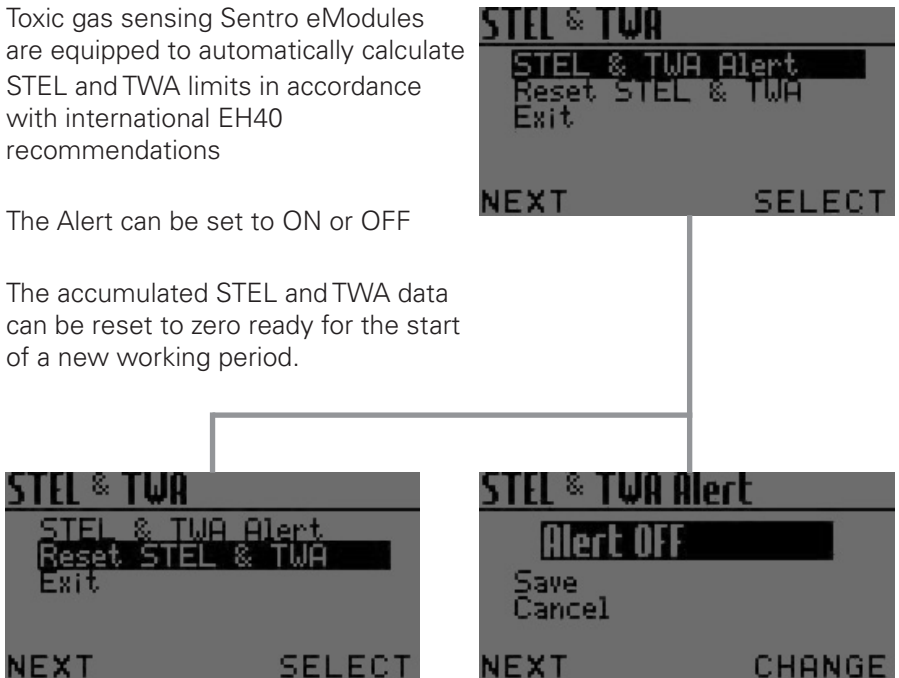 Toxic gas sensing Sentro eModules
are equipped to automatically calculate
STEL and TWA limits in accordance
with international EH40
recommendations
The Alert can be set to ON or OFF
The accumulated STEL and TWA data
can be reset to zero ready for the start
of a new working period.
STEL & TWA
STEL & TWA Alert
Reset STEL & TWA
Exit
NEXT SELECT
STEL & TWA
STEL & TWA Alert
Reset STEL & TWA
Exit
NEXT SELECT
STEL & TWA Alert
Alert OFF
Save
Cancel
NEXT CHANGE